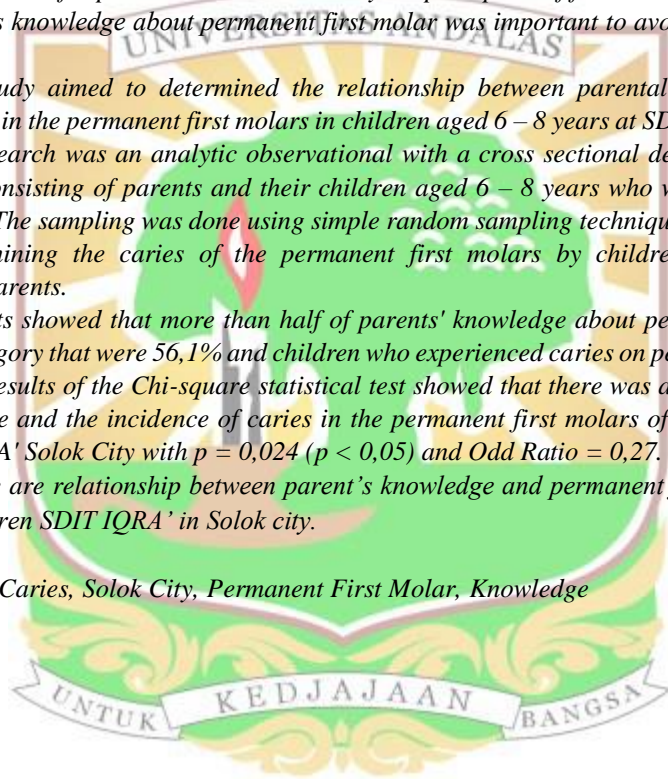 s knowledge about permanent first molar was important to avo
UNIVERSITAS ANDALAS
udy aimed to determined the relationship between parental
in the permanent first molars in children aged 6 – 8 years at SD
earch was an analytic observational with a cross sectional de
onsisting of parents and their children aged 6 – 8 years who w
The sampling was done using simple random sampling techniqu
ining the caries of the permanent first molars by childre
arents.
ts showed that more than half of parents' knowledge about pe
gory that were 56,1% and children who experienced caries on pe
esults of the Chi-square statistical test showed that there was a
e and the incidence of caries in the permanent first molars of
A' Solok City with p = 0,024 (p < 0,05) and Odd Ratio = 0,27.
are relationship between parent's knowledge and permanent
ren SDIT IQRA' in Solok city.
Caries, Solok City, Permanent First Molar, Knowledge
UNTUK KEDJAJAAN BANGSA